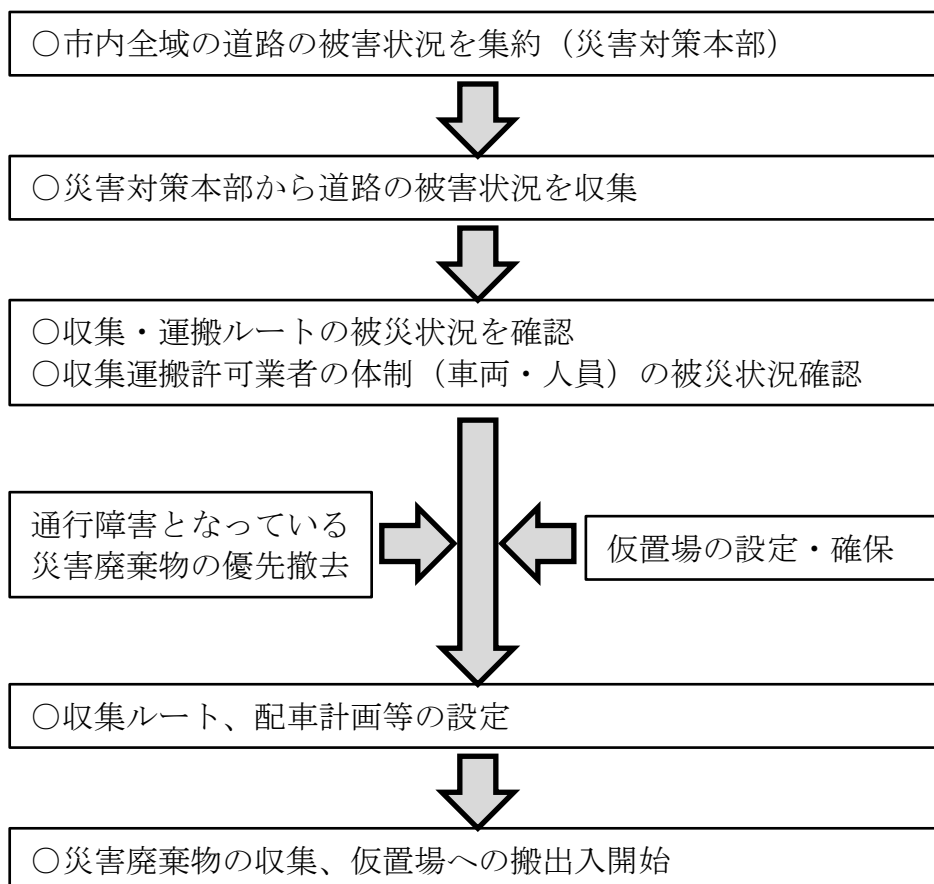 ○市内全域の道路の被害状況を集約（災害対策本部）
○災害対策本部から道路の被害状況を収集
○収集・運搬ルートの被災状況を確認
○収集運搬許可業者の体制（車両・人員）の被災状況確認
通行障害となっている
災害廃棄物の優先撤去
仮置場の設定・確保
○収集ルート、配車計画等の設定
○災害廃棄物の収集、仮置場への搬出入開始